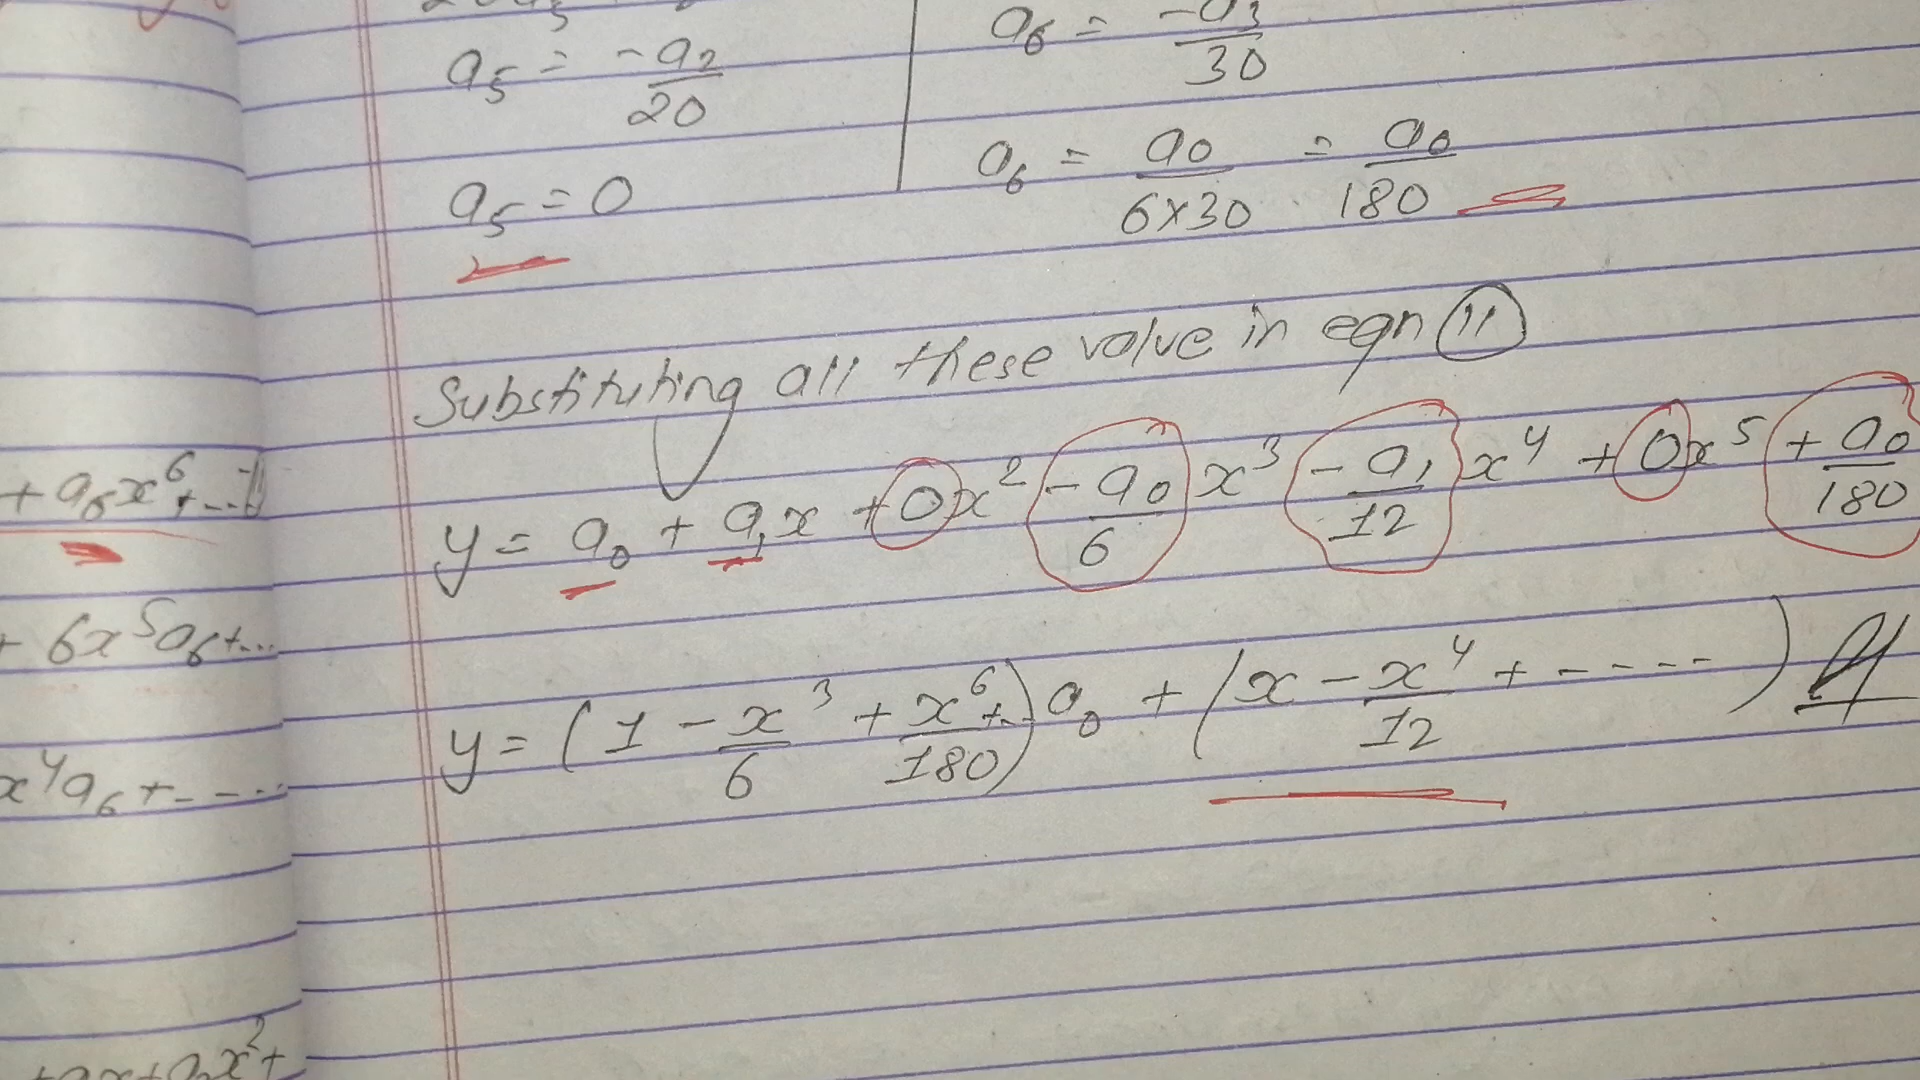 + a₆x⁶+...
+ 6x⁵a₆+...
x⁴a₆+-----
a₅ = -a₂/20
a₅ = 0
a₆ = -a₃/30
a₆ = a₀/6×30 = a₀/180
Substituting all these value in eqn (11)
y = a₀ + a₁x + 0x² - a₀/6 x³ - a₁/12 x⁴ + 0x⁵ + a₀/180
y = (1 - x³/6 + x⁶/180 +..) a₀ + (x - x⁴/12 + -----)